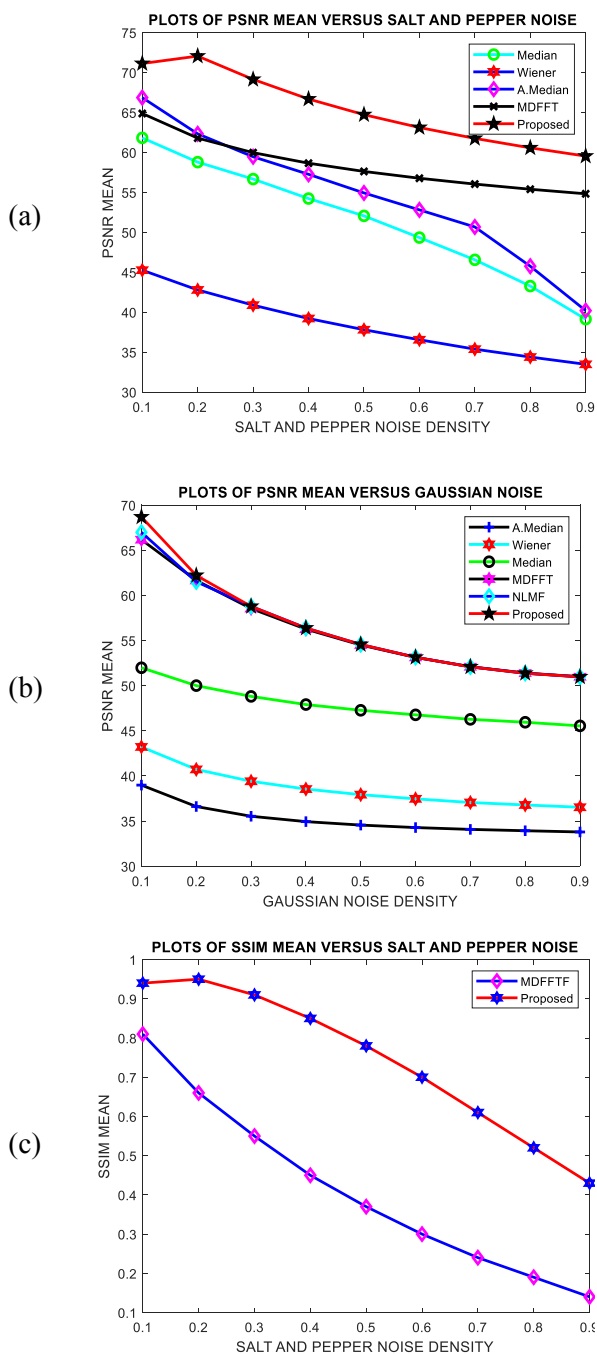 (a)
PLOTS OF PSNR MEAN VERSUS SALT AND PEPPER NOISE
PSNR MEAN
75
70
65
60
55
50
45
40
35
30
0.1 0.2 0.3 0.4 0.5 0.6 0.7 0.8 0.9
SALT AND PEPPER NOISE DENSITY
Median
Wiener
A.Median
MDFFT
Proposed
(b)
PLOTS OF PSNR MEAN VERSUS GAUSSIAN NOISE
PSNR MEAN
70
65
60
55
50
45
40
35
30
0.1 0.2 0.3 0.4 0.5 0.6 0.7 0.8 0.9
GAUSSIAN NOISE DENSITY
A.Median
Wiener
Median
MDFFT
NLMF
Proposed
(c)
PLOTS OF SSIM MEAN VERSUS SALT AND PEPPER NOISE
SSIM MEAN
1
0.9
0.8
0.7
0.6
0.5
0.4
0.3
0.2
0.1
0.1 0.2 0.3 0.4 0.5 0.6 0.7 0.8 0.9
SALT AND PEPPER NOISE DENSITY
MDFFTF
Proposed